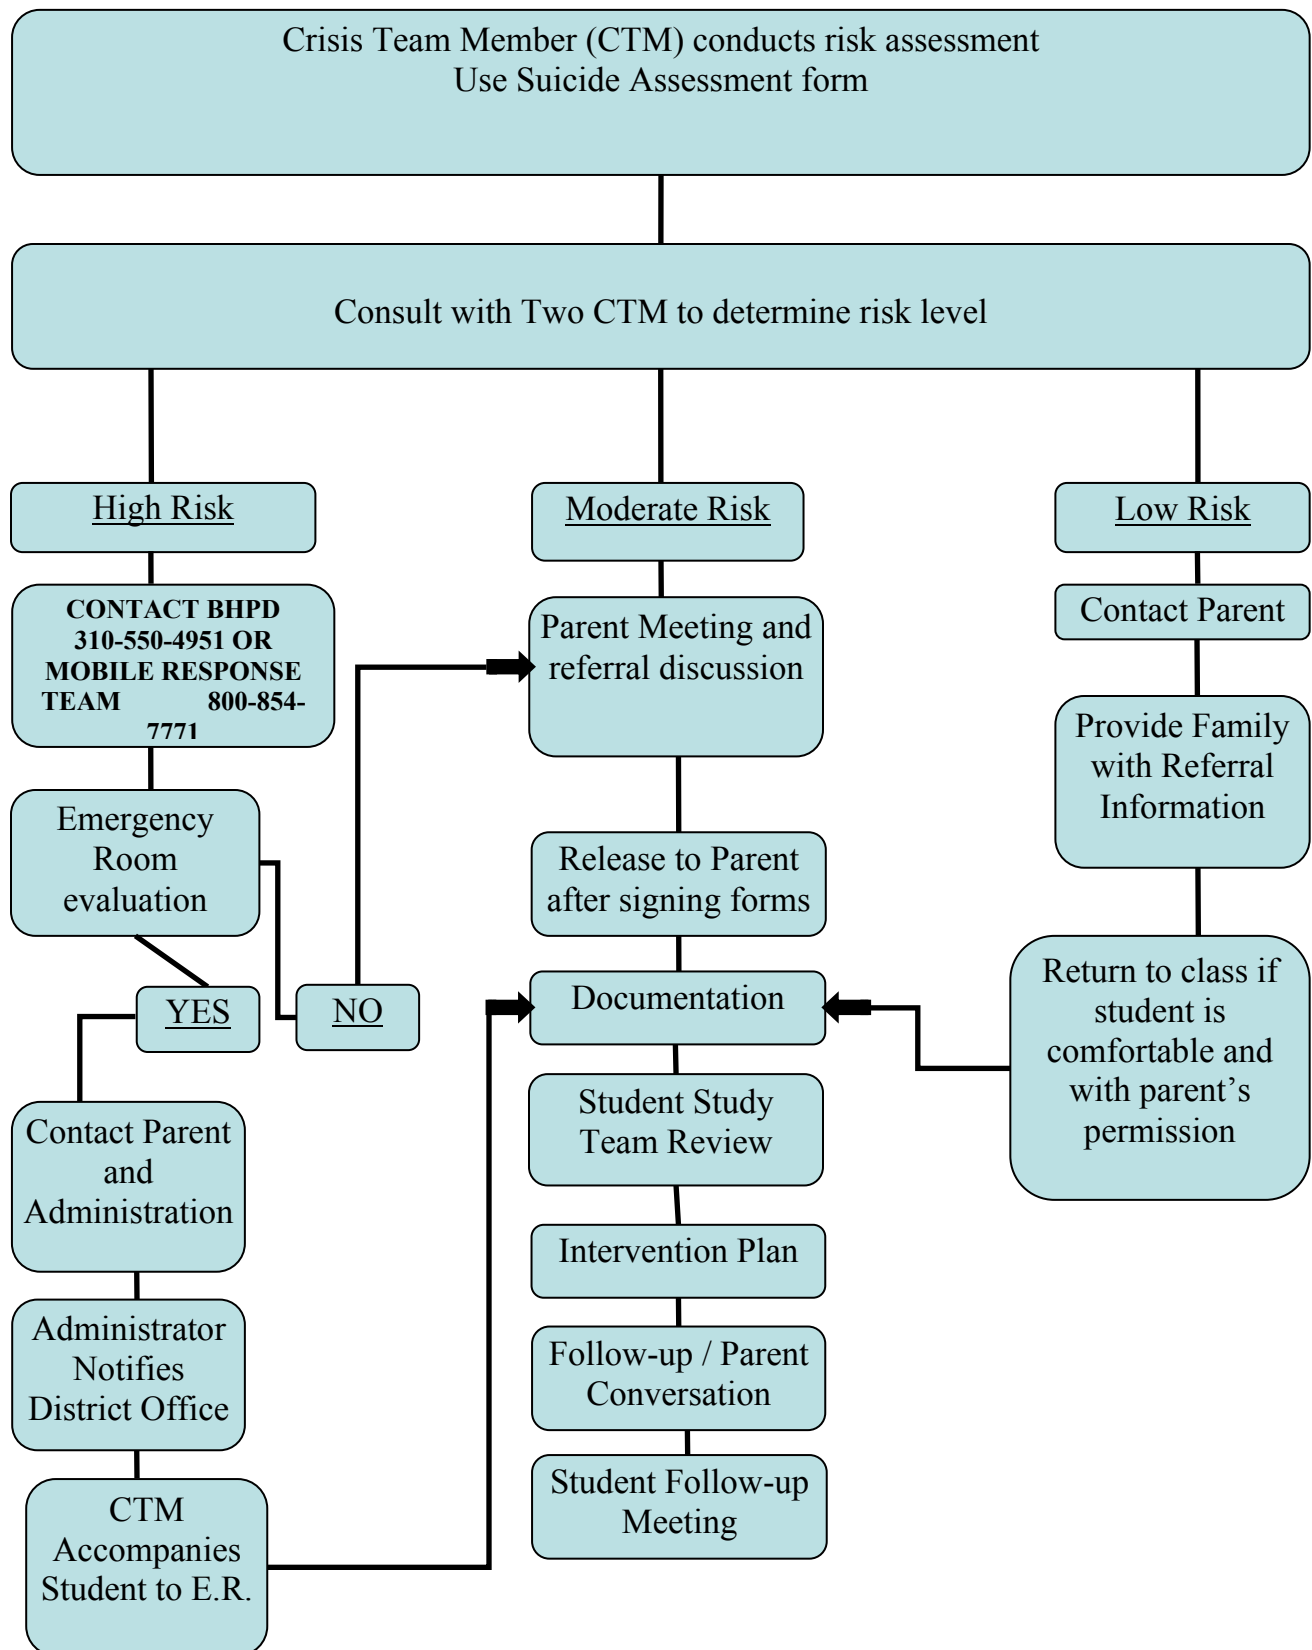 Crisis Team Member (CTM) conducts risk assessment
Use Suicide Assessment form
Consult with Two CTM to determine risk level
High Risk
CONTACT BHPD
310-550-4951 OR
MOBILE RESPONSE
TEAM 800-854-
7771
Emergency
Room
evaluation
YES
NO
Contact Parent
and
Administration
Administrator
Notifies
District Office
CTM
Accompanies
Student to E.R.
Moderate Risk
Parent Meeting and
referral discussion
Release to Parent
after signing forms
Documentation
Student Study
Team Review
Intervention Plan
Follow-up / Parent
Conversation
Student Follow-up
Meeting
Low Risk
Contact Parent
Provide Family
with Referral
Information
Return to class if
student is
comfortable and
with parent’s
permission